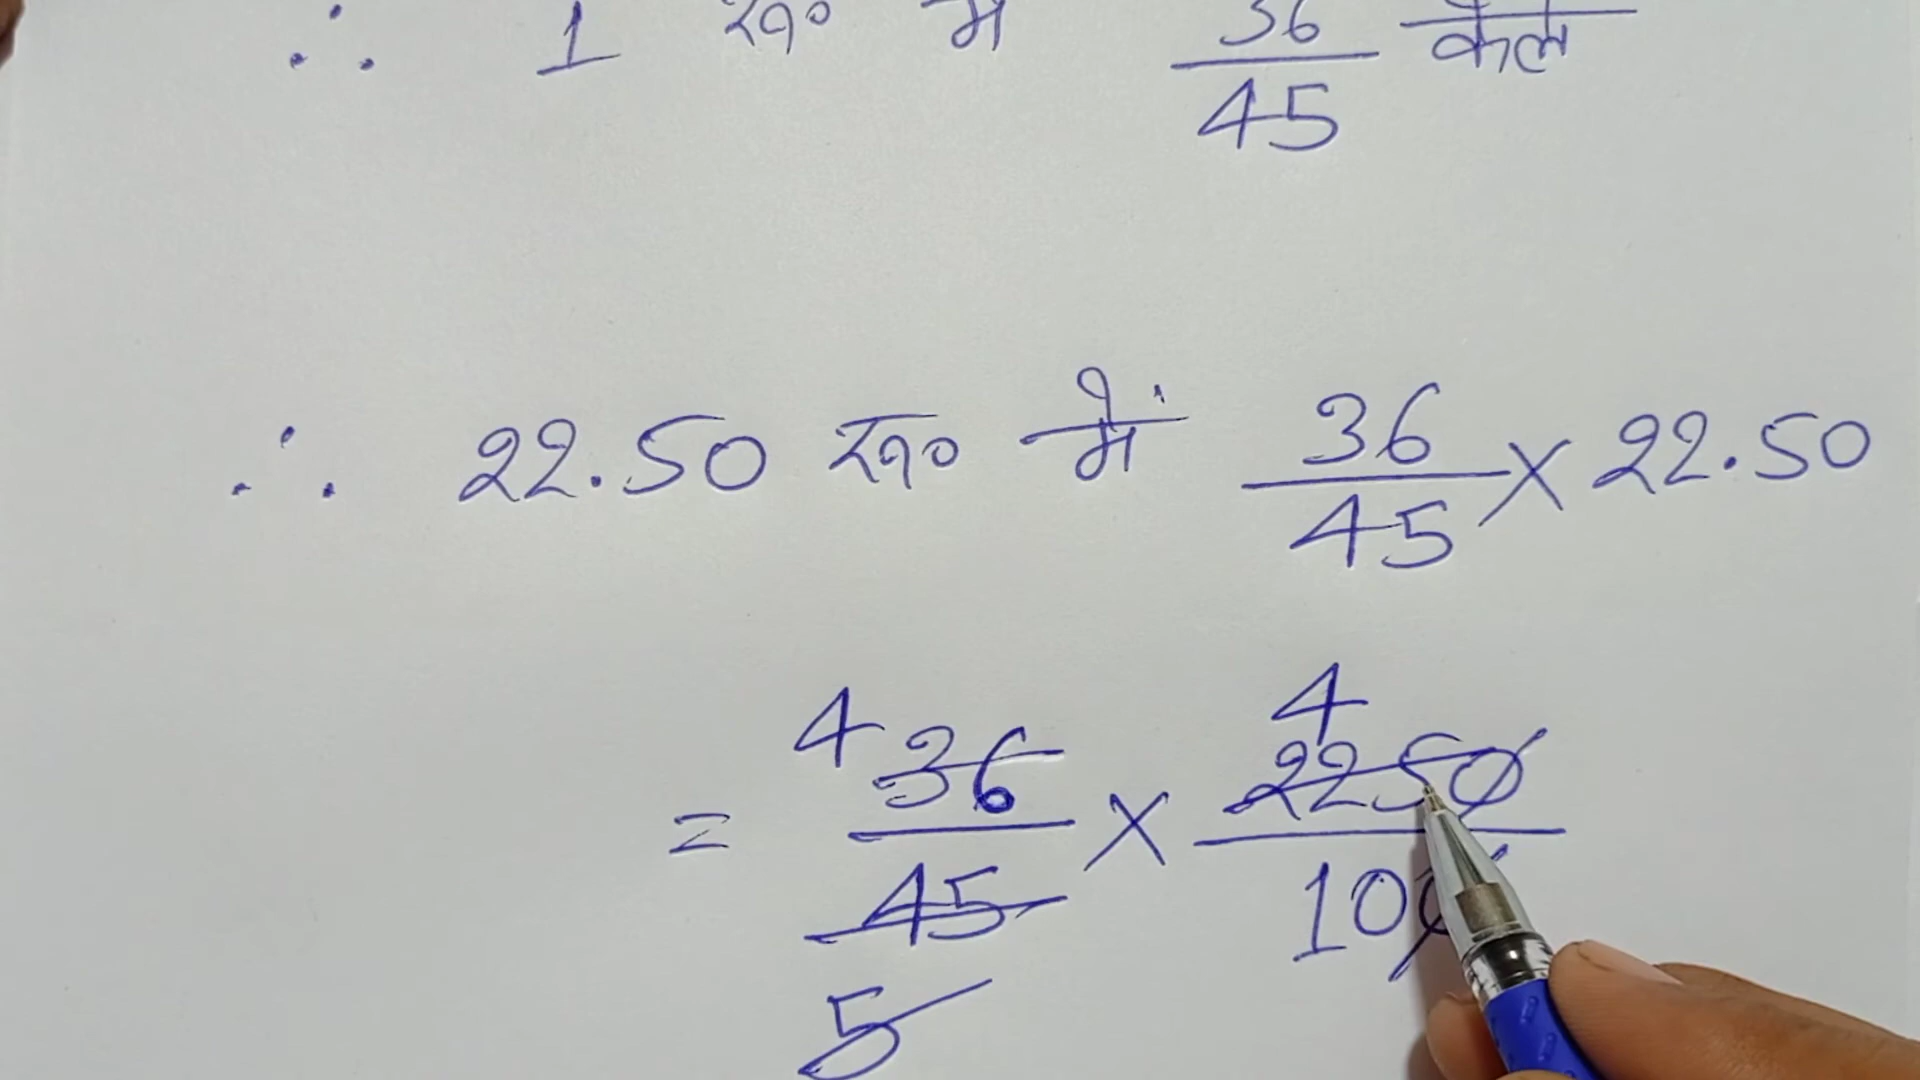 ∴ 1 रु० में 36/45 केले
∴ 22.50 रु० में 36/45 × 22.50
4 4
= 36/45 × 2250/100
5